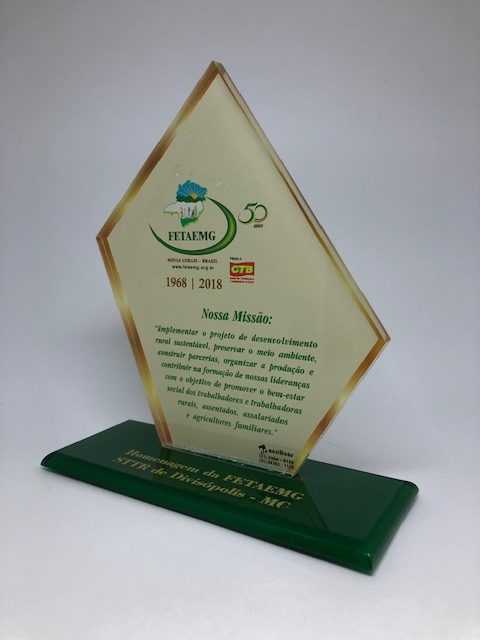 FETAEMG
50
anos
MINAS GERAIS - BRASIL
www.fetaemg.org.br
Filiada à
CTB
1968 | 2018
Nossa Missão:
"Implementar o projeto de desenvolvimento
rural sustentável, preservar o meio ambiente,
construir parcerias, organizar a produção e
contribuir na formação de nossas lideranças
com o objetivo de promover o bem-estar
social dos trabalhadores e trabalhadoras
rurais, assentados, assalariados
e agricultores familiares."
Homenagem da FETAEMG
STTR de Divisópolis - MG